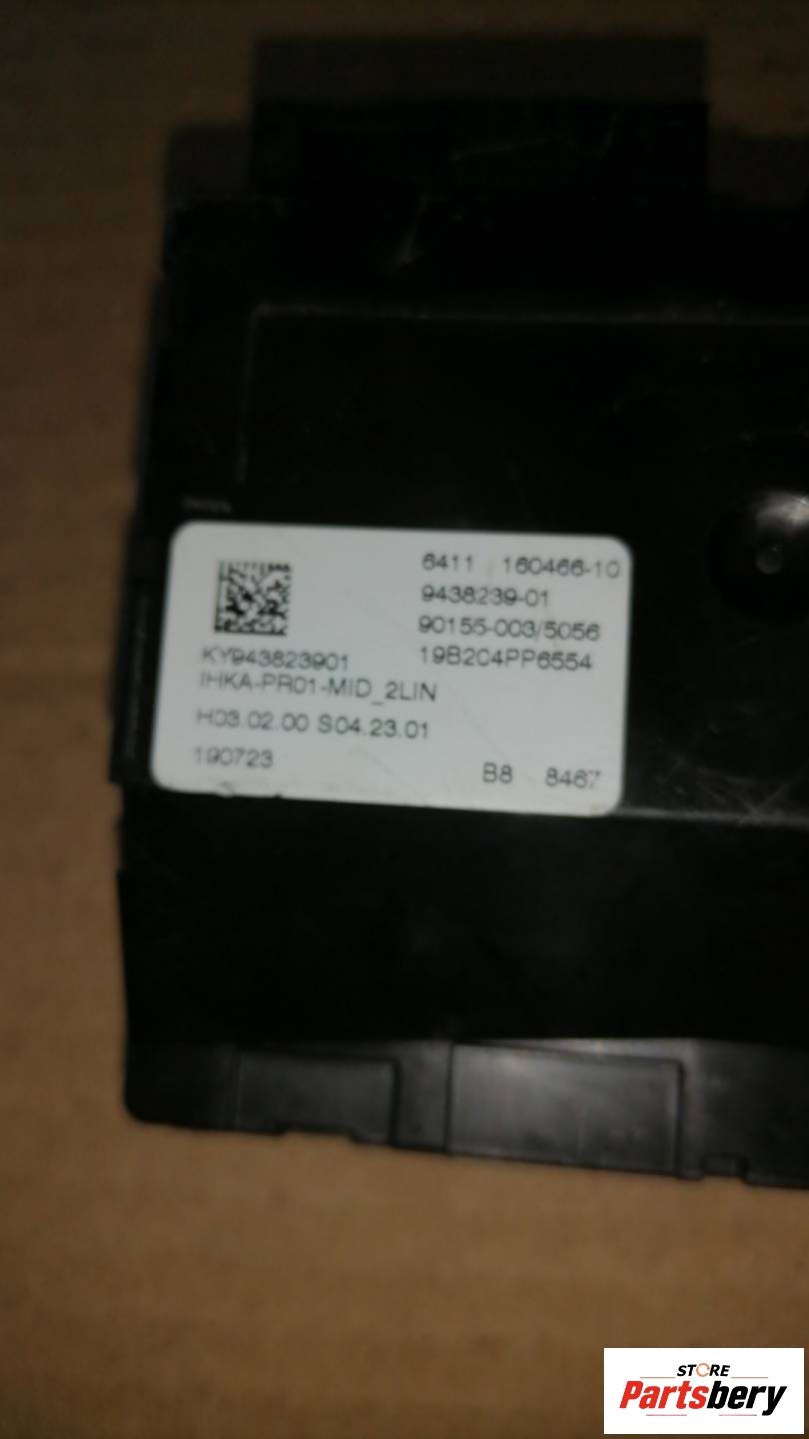 6411 160466-10
9438239-01
90155-003/5056
KY943823901 19B204PP6554
IHKA-PR01-MID_2LIN
H03.02.00 S04.23.01
190723
B8 8467
STORE
Partsbery